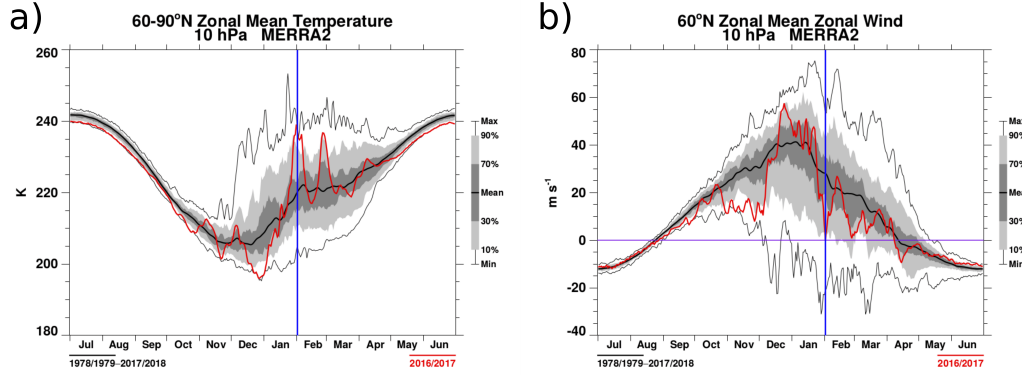 a)
60-90°N Zonal Mean Temperature
10 hPa MERRA2
260
240
220
200
180
K
Jul Aug Sep Oct Nov Dec Jan Feb Mar Apr May Jun
1978/1979-2017/2018
2016/2017
Max
90%
70%
Mean
30%
10%
Min
b)
60°N Zonal Mean Zonal Wind
10 hPa MERRA2
80
60
40
20
0
-20
-40
m s⁻¹
Jul Aug Sep Oct Nov Dec Jan Feb Mar Apr May Jun
1978/1979-2017/2018
2016/2017
Max
90%
70%
Mean
30%
10%
Min